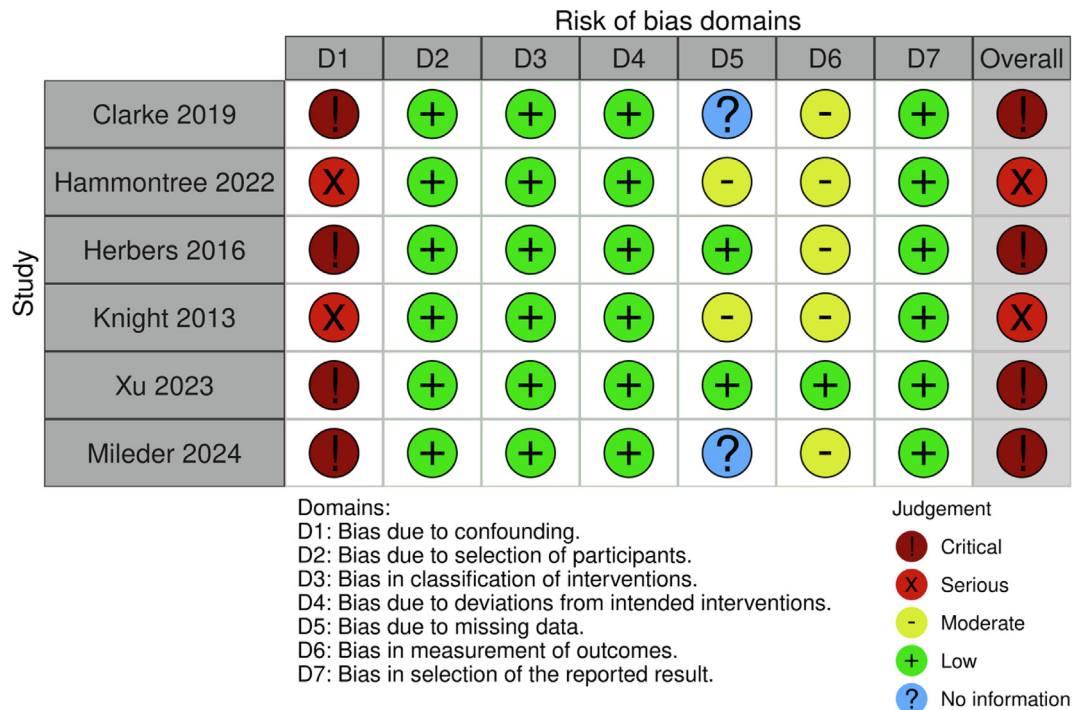 Risk of bias domains
D1 D2 D3 D4 D5 D6 D7 Overall
Study
Clarke 2019 ! + + + ? - + !
Hammontree 2022 X + + + - - + X
Herbers 2016 ! + + + + - + !
Knight 2013 X + + + - - + X
Xu 2023 ! + + + + + + !
Mileder 2024 ! + + + ? - + !
Domains:
D1: Bias due to confounding.
D2: Bias due to selection of participants.
D3: Bias in classification of interventions.
D4: Bias due to deviations from intended interventions.
D5: Bias due to missing data.
D6: Bias in measurement of outcomes.
D7: Bias in selection of the reported result.
Judgement
! Critical
X Serious
- Moderate
+ Low
? No information